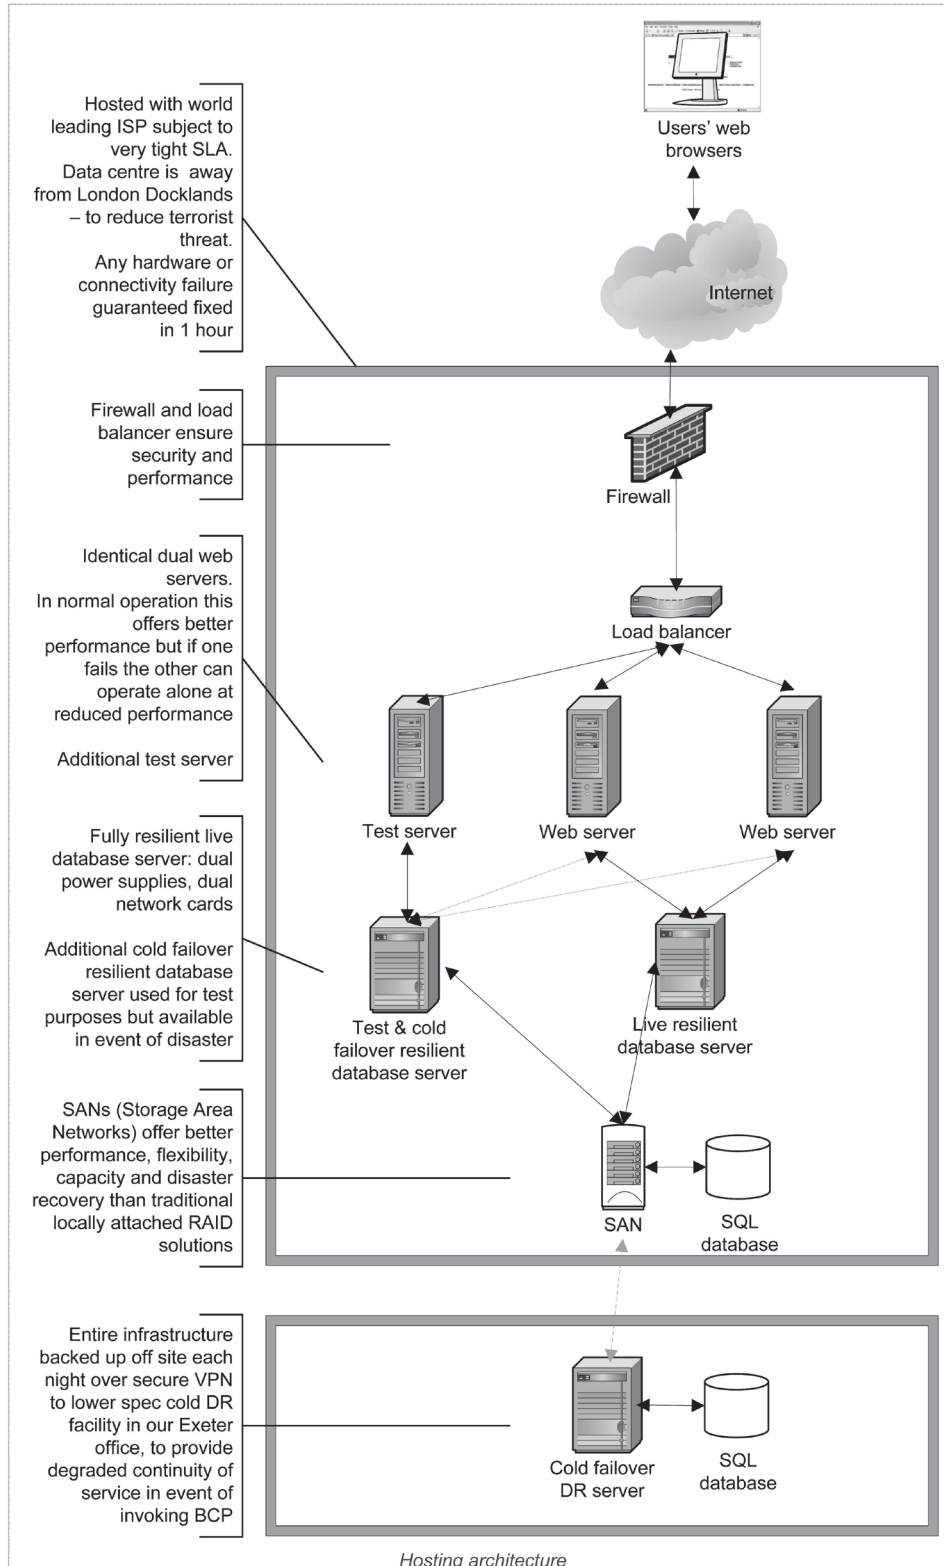 Users' web
browsers
Hosted with world
leading ISP subject to
very tight SLA.
Data centre is away
from London Docklands
– to reduce terrorist
threat.
Any hardware or
connectivity failure
guaranteed fixed
in 1 hour
Internet
Firewall and load
balancer ensure
security and
performance
Firewall
Identical dual web
servers.
In normal operation this
offers better
performance but if one
fails the other can
operate alone at
reduced performance
Additional test server
Load balancer
Test server
Web server
Web server
Fully resilient live
database server: dual
power supplies, dual
network cards
Additional cold failover
resilient database
server used for test
purposes but available
in event of disaster
Test & cold
failover resilient
database server
Live resilient
database server
SANs (Storage Area
Networks) offer better
performance, flexibility,
capacity and disaster
recovery than traditional
locally attached RAID
solutions
SAN
SQL
database
Entire infrastructure
backed up off site each
night over secure VPN
to lower spec cold DR
facility in our Exeter
office, to provide
degraded continuity of
service in event of
invoking BCP
Cold failover
DR server
SQL
database
Hosting architecture